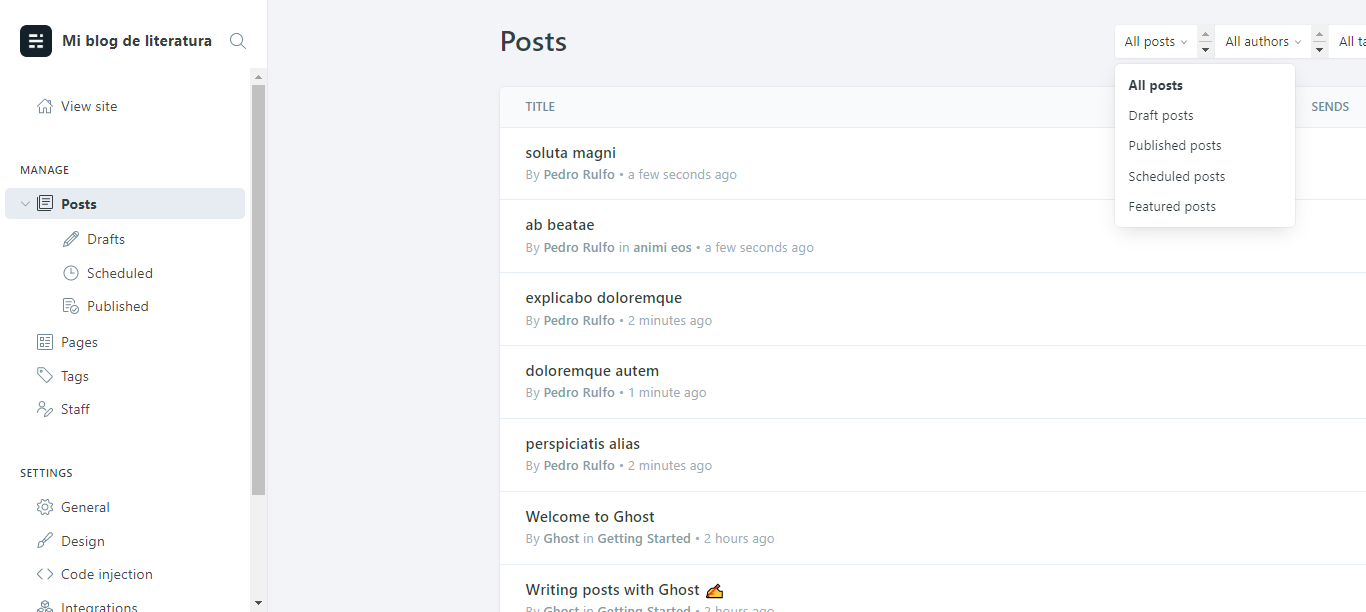 Mi blog de literatura
View site
MANAGE
Posts
Drafts
Scheduled
Published
Pages
Tags
Staff
SETTINGS
General
Design
Code injection
Integrations
Posts
All posts
All authors
All ta
All posts
Draft posts
Published posts
Scheduled posts
Featured posts
TITLE
SENDS
soluta magni
By Pedro Rulfo • a few seconds ago
ab beatae
By Pedro Rulfo in animi eos • a few seconds ago
explicabo doloremque
By Pedro Rulfo • 2 minutes ago
doloremque autem
By Pedro Rulfo • 1 minute ago
perspiciatis alias
By Pedro Rulfo • 2 minutes ago
Welcome to Ghost
By Ghost in Getting Started • 2 hours ago
Writing posts with Ghost ✍
By Ghost in Getting Started • 2 hours ago